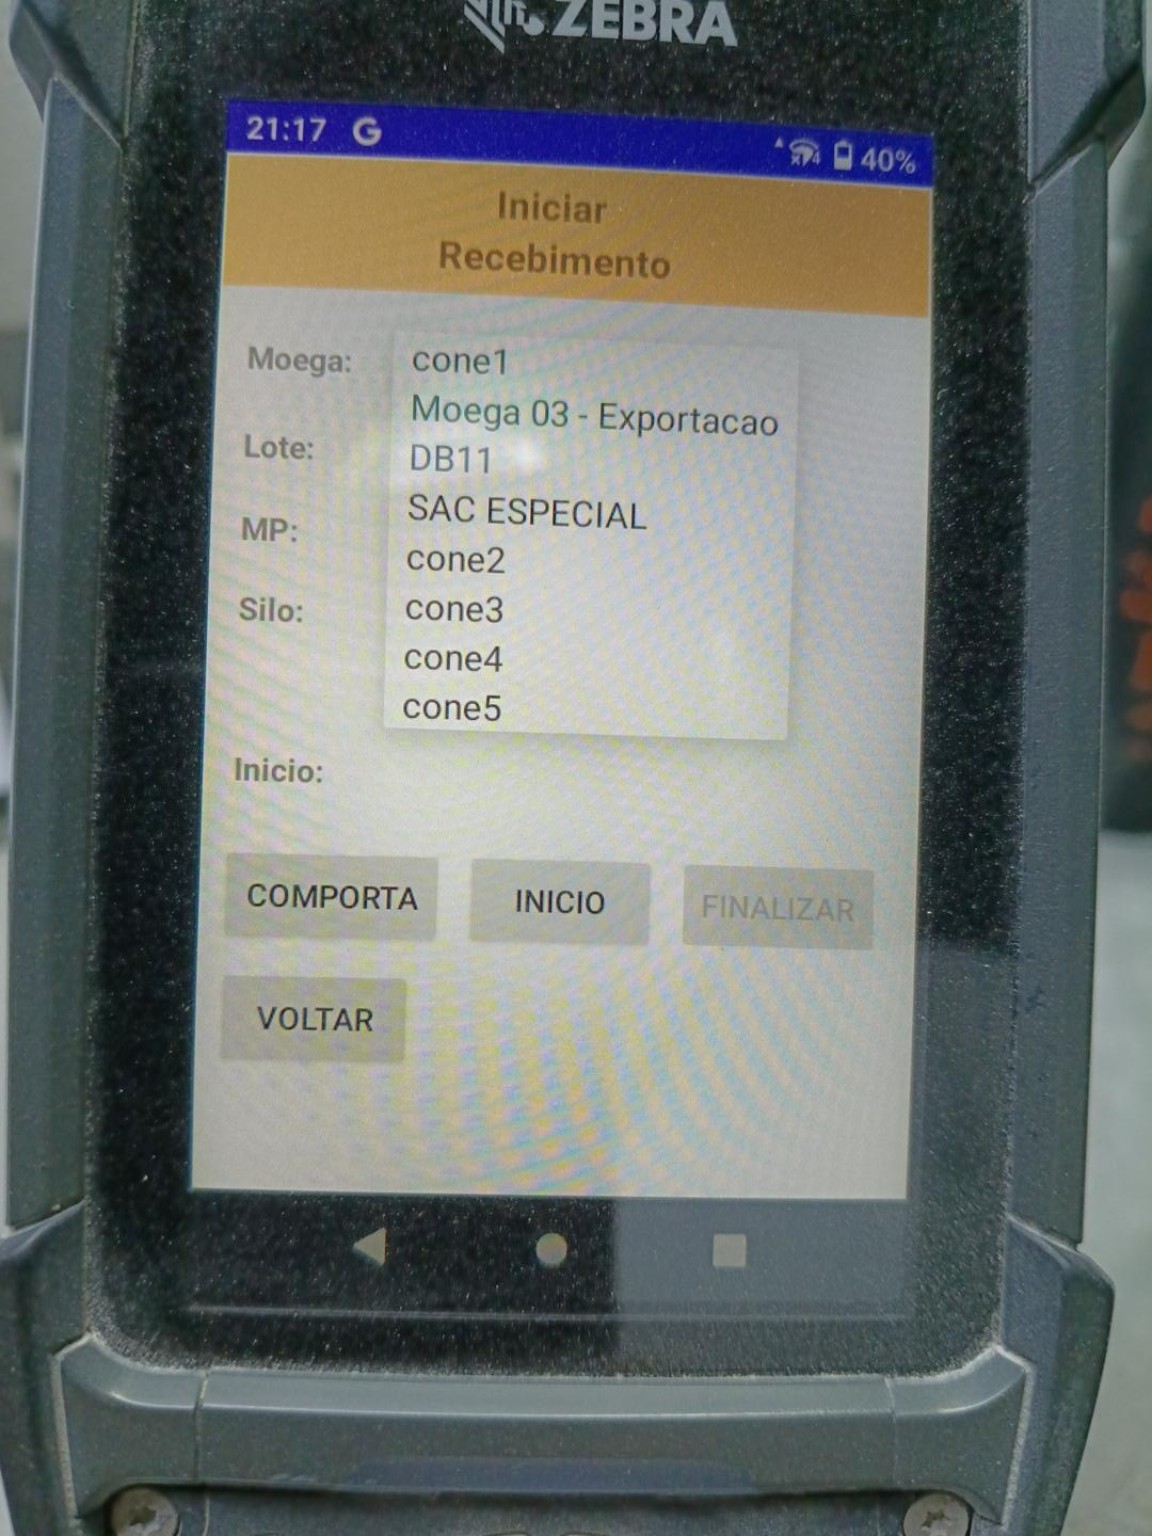 ZEBRA
21:17 G 40%
Iniciar
Recebimento
Moega:
cone1
Moega 03 - Exportacao
Lote:
DB11
SAC ESPECIAL
MP:
cone2
Silo:
cone3
cone4
cone5
Inicio:
COMPORTA INICIO FINALIZAR
VOLTAR